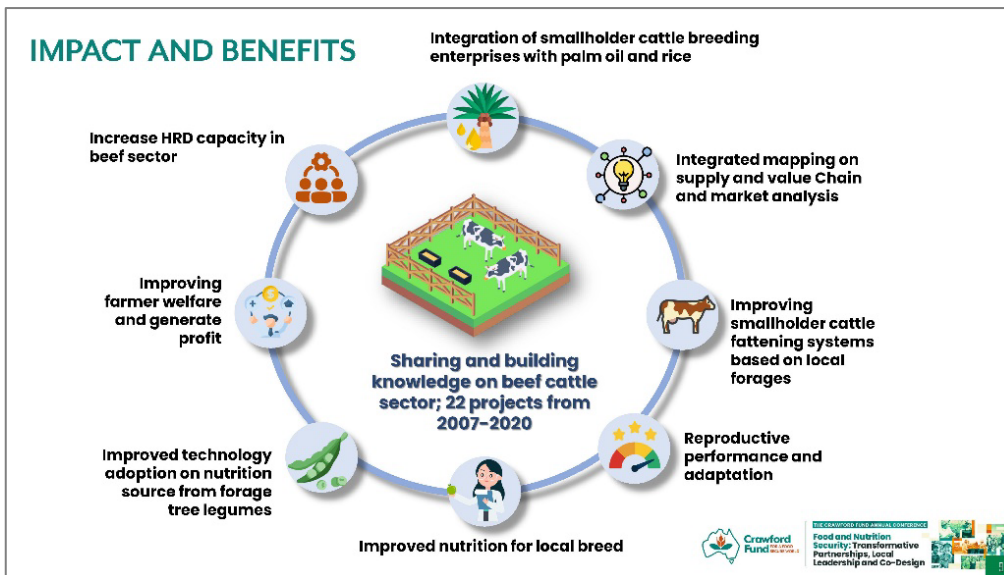 IMPACT AND BENEFITS
Integration of smallholder cattle breeding
enterprises with palm oil and rice
Increase HRD capacity in
beef sector
Integrated mapping on
supply and value Chain
and market analysis
Improving
farmer welfare
and generate
profit
Improving
smallholder cattle
fattening systems
based on local
forages
Sharing and building
knowledge on beef cattle
sector; 22 projects from
2007-2020
Improved technology
adoption on nutrition
source from forage
tree legumes
Reproductive
performance and
adaptation
Improved nutrition for local breed
Crawford
Fund
FOR A FOOD
SECURE WORLD
THE CRAWFORD FUND ANNUAL CONFERENCE
Food and Nutrition
Security: Transformative
Partnerships, Local
Leadership and Co-Design